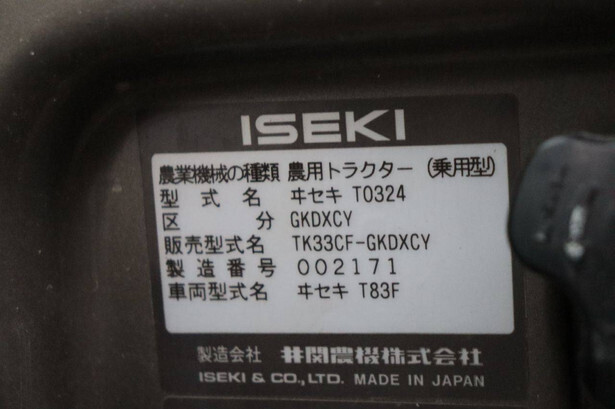 ISEKI
農業機械の種類 農用トラクター (乗用型)
型式名 ヰセキ T0324
区分 GKDXCY
販売型式名 TK33CF-GKDXCY
製造番号 002171
車両型式名 ヰセキ T83F
製造会社 井関農機株式会社
ISEKI & CO., LTD. MADE IN JAPAN